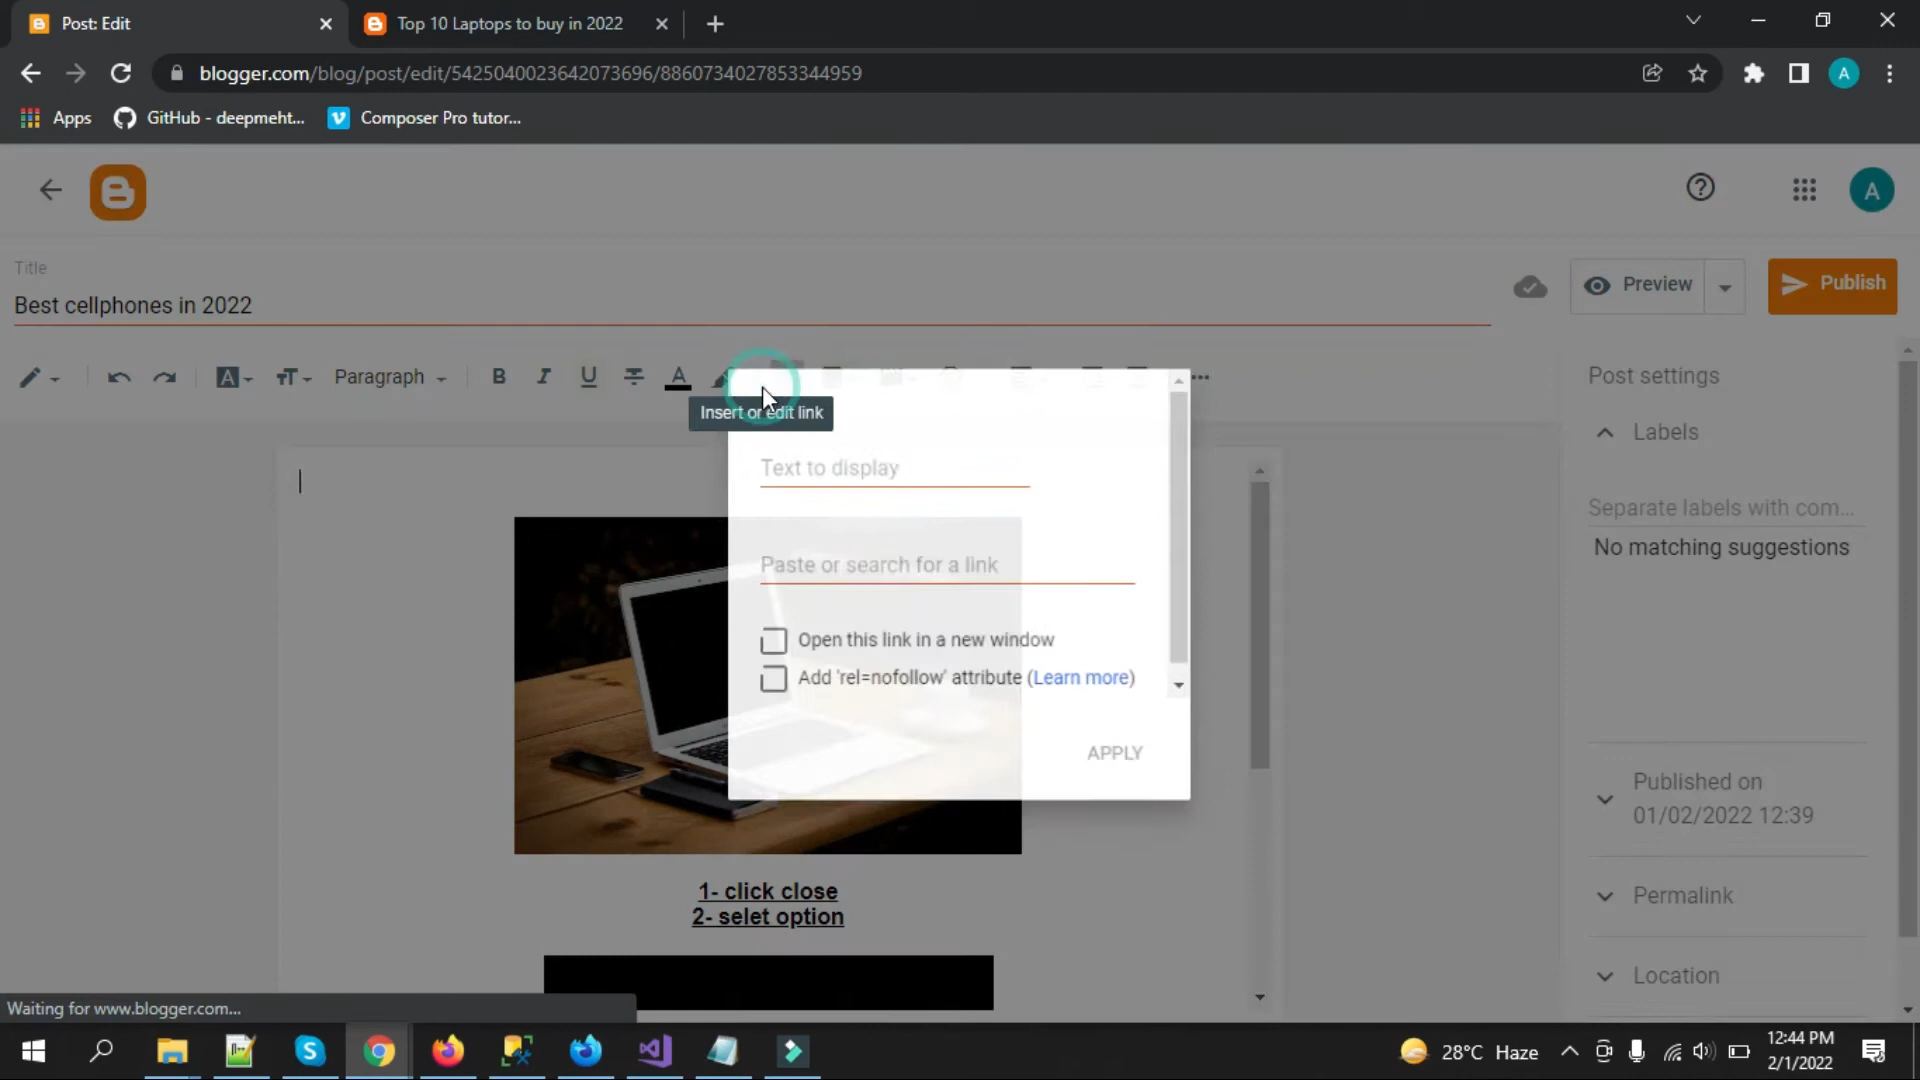 Post: Edit
Top 10 Laptops to buy in 2022
blogger.com/blog/post/edit/5425040023642073696/8860734027853344959
A
Apps
GitHub - deepmeht...
Composer Pro tutor...
A
Title
Best cellphones in 2022
Preview
Publish
Paragraph
B
I
U
A
Insert or edit link
Text to display
Paste or search for a link
Open this link in a new window
Add 'rel=nofollow' attribute (Learn more)
APPLY
1- click close
2- selet option
Post settings
Labels
Separate labels with com...
No matching suggestions
Published on
01/02/2022 12:39
Permalink
Location
Waiting for www.blogger.com...
28°C Haze
12:44 PM
2/1/2022